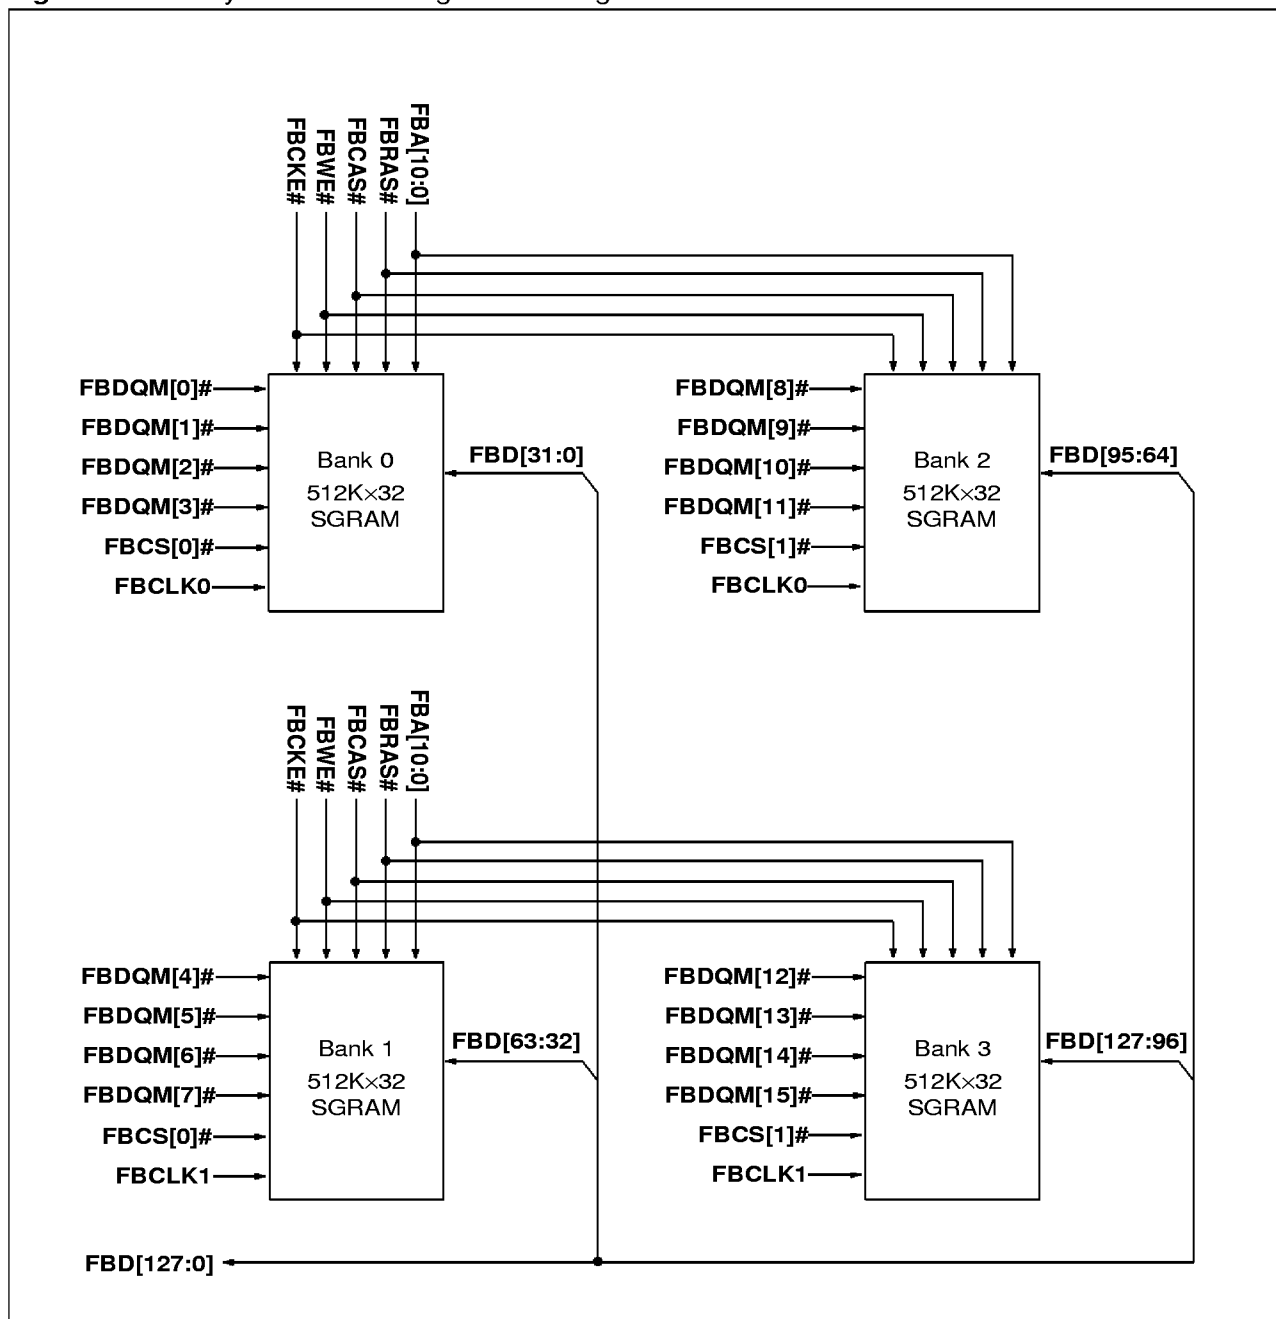 FBCKE#
FBWE#
FBCAS#
FBRAS#
FBA[10:0]
FBDQM[0]#
FBDQM[1]#
FBDQM[2]#
FBDQM[3]#
FBCS[0]#
FBCLK0
Bank 0
512K×32
SGRAM
FBD[31:0]
FBDQM[8]#
FBDQM[9]#
FBDQM[10]#
FBDQM[11]#
FBCS[1]#
FBCLK0
Bank 2
512K×32
SGRAM
FBD[95:64]
FBCKE#
FBWE#
FBCAS#
FBRAS#
FBA[10:0]
FBDQM[4]#
FBDQM[5]#
FBDQM[6]#
FBDQM[7]#
FBCS[0]#
FBCLK1
Bank 1
512K×32
SGRAM
FBD[63:32]
FBDQM[12]#
FBDQM[13]#
FBDQM[14]#
FBDQM[15]#
FBCS[1]#
FBCLK1
Bank 3
512K×32
SGRAM
FBD[127:96]
FBD[127:0]